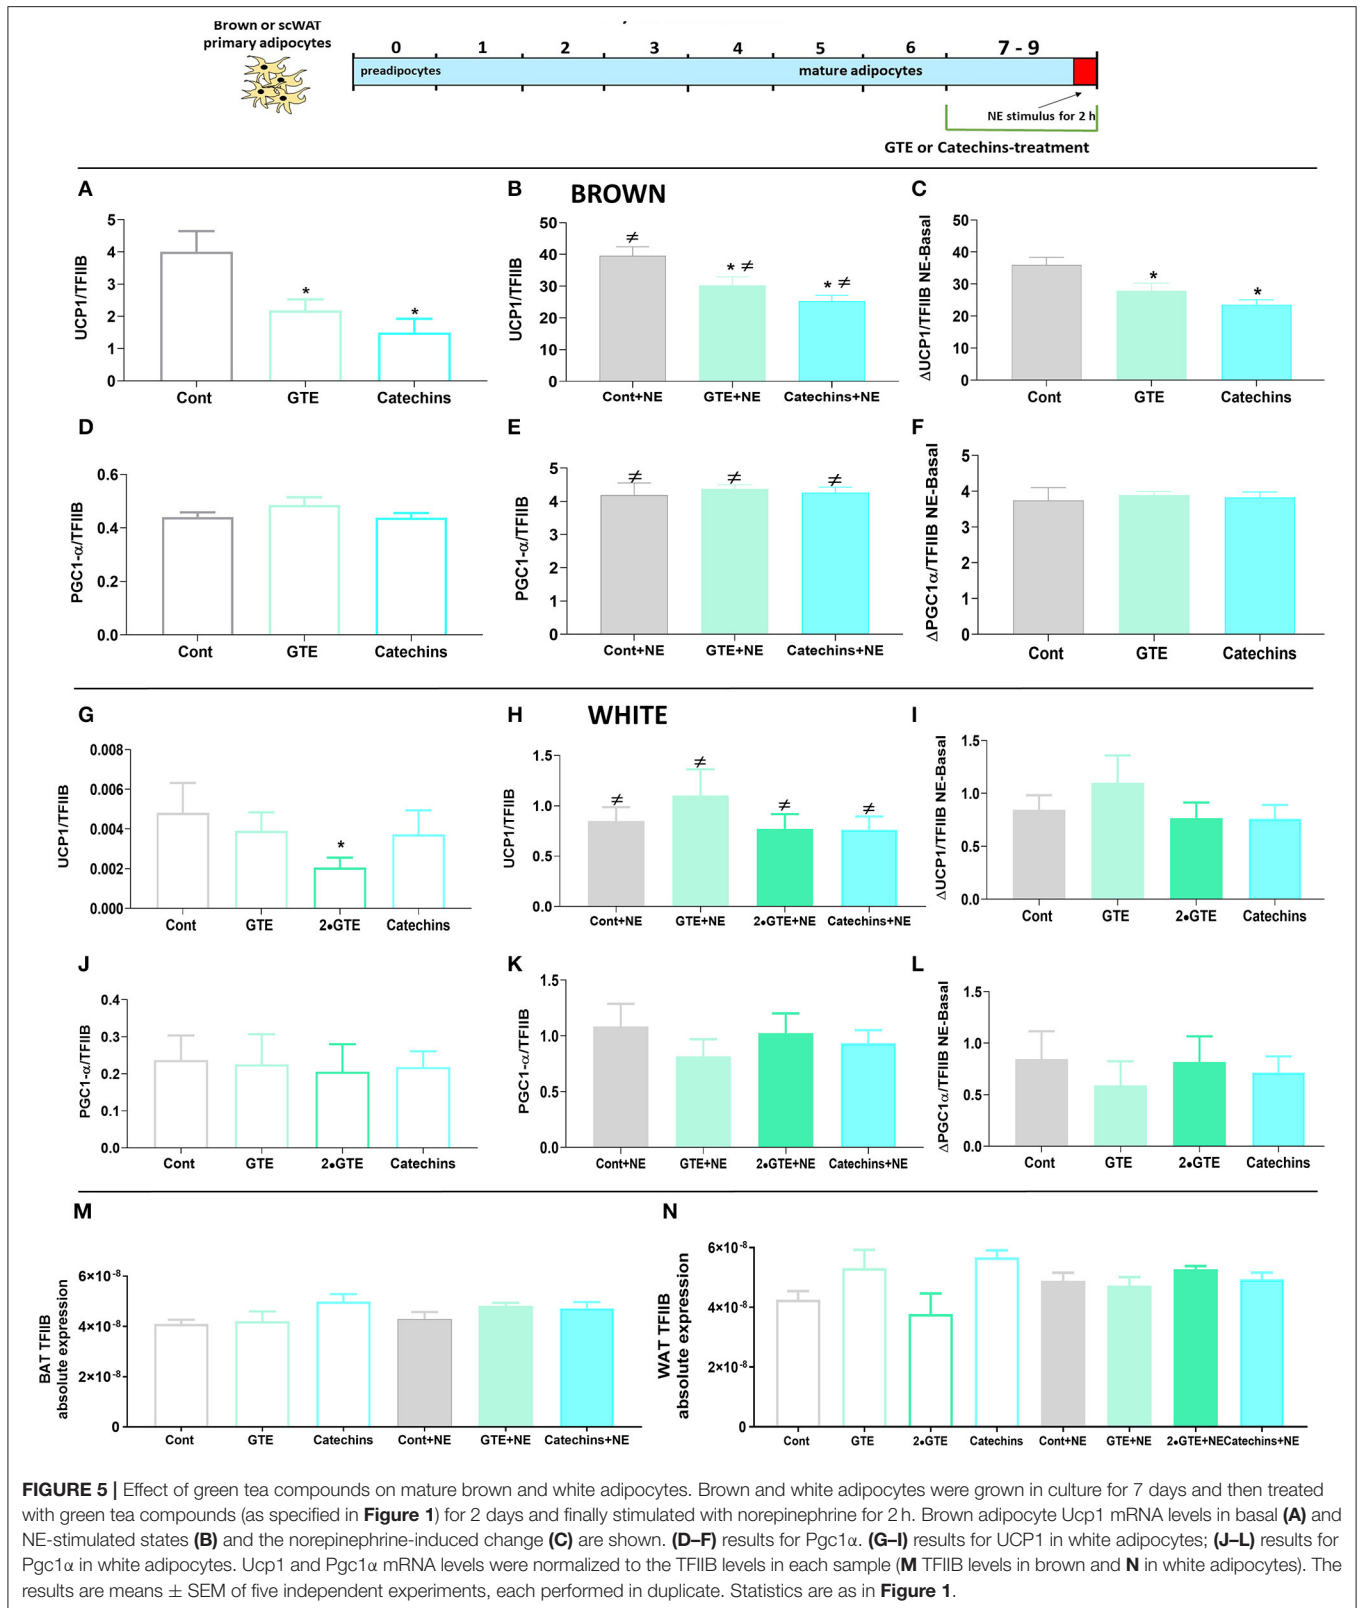 Brown or scWAT
primary adipocytes
0 1 2 3 4 5 6 7 - 9
preadipocytes mature adipocytes
NE stimulus for 2 h
GTE or Catechins-treatment
A
UCP1/TFIIB
5
4
3
2
1
0
* *
Cont GTE Catechins
B BROWN
UCP1/TFIIB
50
40
30
20
10
0
≠ * ≠ * ≠
Cont+NE GTE+NE Catechins+NE
C
ΔUCP1/TFIIB NE-Basal
50
40
30
20
10
0
* *
Cont GTE Catechins
D
PGC1-α/TFIIB
0.6
0.4
0.2
0.0
Cont GTE Catechins
E
PGC1-α/TFIIB
5
4
3
2
1
0
≠ ≠ ≠
Cont+NE GTE+NE Catechins+NE
F
ΔPGC1α/TFIIB NE-Basal
5
4
3
2
1
0
Cont GTE Catechins
G
UCP1/TFIIB
0.008
0.006
0.004
0.002
0.000
*
Cont GTE 2•GTE Catechins
H WHITE
UCP1/TFIIB
1.5
1.0
0.5
0.0
≠ ≠ ≠ ≠
Cont+NE GTE+NE 2•GTE+NE Catechins+NE
I
ΔUCP1/TFIIB NE-Basal
1.5
1.0
0.5
0.0
Cont GTE 2•GTE Catechins
J
PGC1-α/TFIIB
0.4
0.3
0.2
0.1
0.0
Cont GTE 2•GTE Catechins
K
PGC1-α/TFIIB
1.5
1.0
0.5
0.0
Cont+NE GTE+NE 2•GTE+NE Catechins+NE
L
ΔPGC1α/TFIIB NE-Basal
1.5
1.0
0.5
0.0
Cont GTE 2•GTE Catechins
M
BAT TFIIB
absolute expression
6×10⁻⁸
4×10⁻⁸
2×10⁻⁸
0
Cont GTE Catechins Cont+NE GTE+NE Catechins+NE
N
WAT TFIIB
absolute expression
6×10⁻⁸
4×10⁻⁸
2×10⁻⁸
0
Cont GTE 2•GTE Catechins Cont+NE GTE+NE 2•GTE+NE Catechins+NE
FIGURE 5 | Effect of green tea compounds on mature brown and white adipocytes. Brown and white adipocytes were grown in culture for 7 days and then treated
with green tea compounds (as specified in Figure 1) for 2 days and finally stimulated with norepinephrine for 2 h. Brown adipocyte Ucp1 mRNA levels in basal (A) and
NE-stimulated states (B) and the norepinephrine-induced change (C) are shown. (D–F) results for Pgc1α. (G–I) results for UCP1 in white adipocytes; (J–L) results for
Pgc1α in white adipocytes. Ucp1 and Pgc1α mRNA levels were normalized to the TFIIB levels in each sample (M TFIIB levels in brown and N in white adipocytes). The
results are means ± SEM of five independent experiments, each performed in duplicate. Statistics are as in Figure 1.